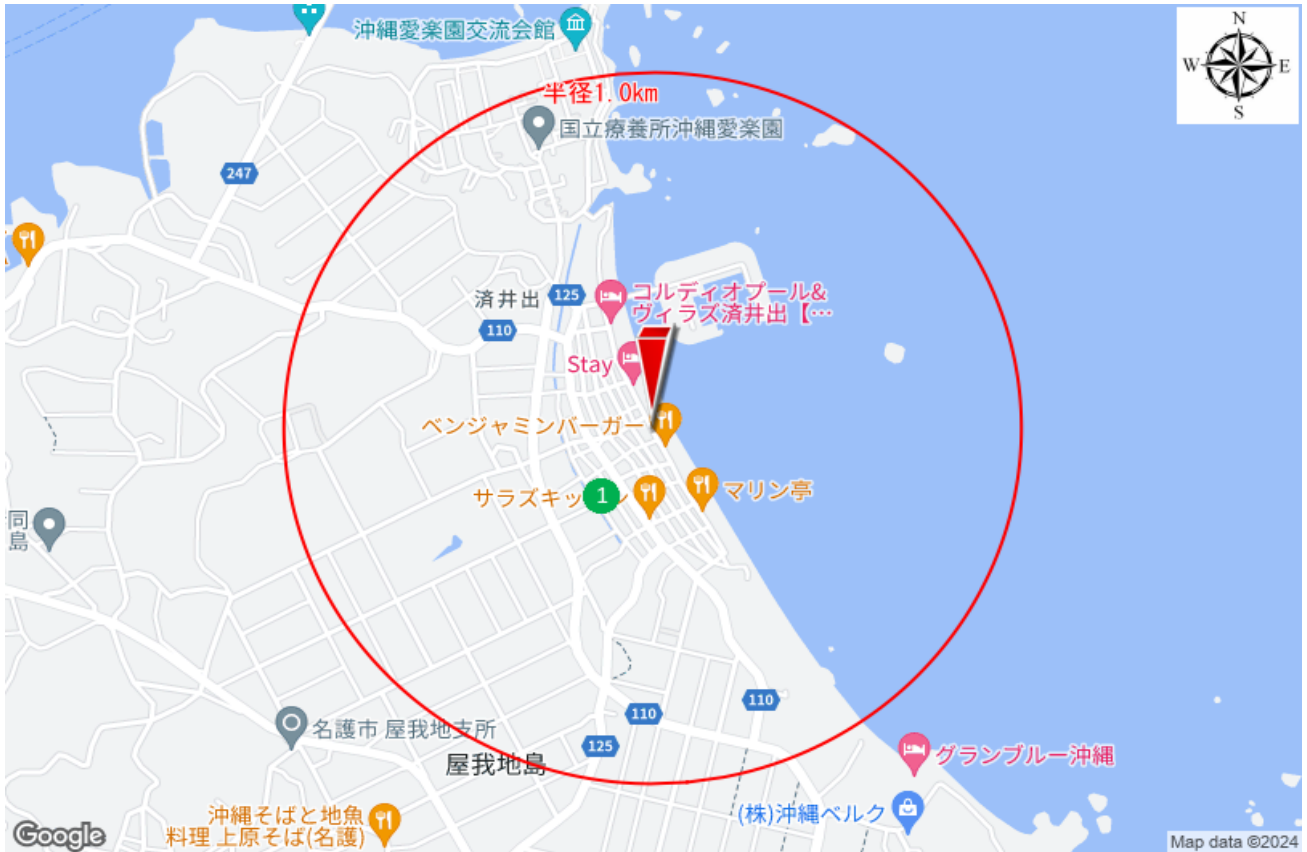 沖縄愛楽園交流会館
N
W
E
S
半径1.0km
国立療養所沖縄愛楽園
247
コルディオプール&
ヴィラズ済井出【…
済井出
125
110
Stay
ベンジャミンバーガー
サラズキッ
1
マリン亭
同
島
110
110
名護市 屋我地支所
125
屋我地島
グランブルー沖縄
(株)沖縄ベルク
沖縄そばと地魚
料理 上原そば(名護)
Google
Map data ©2024